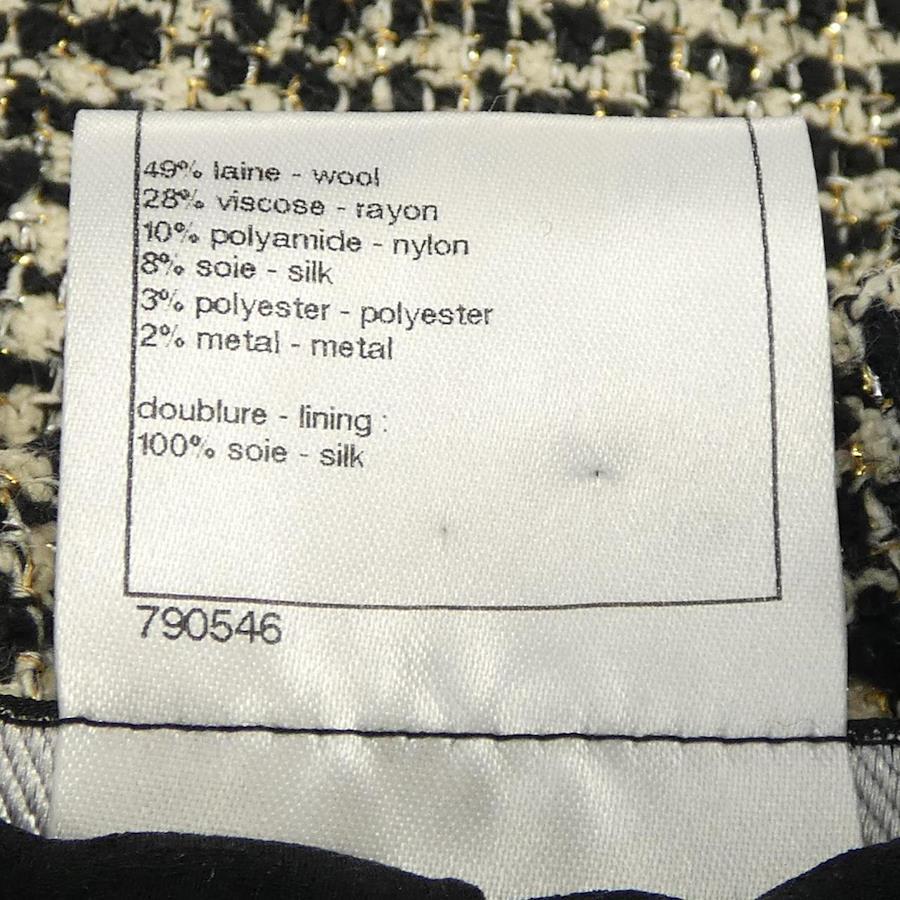 49% laine - wool
28% viscose - rayon
10% polyamide - nylon
8% soie - silk
3% polyester - polyester
2% metal - metal
doublure - lining :
100% soie - silk
790546